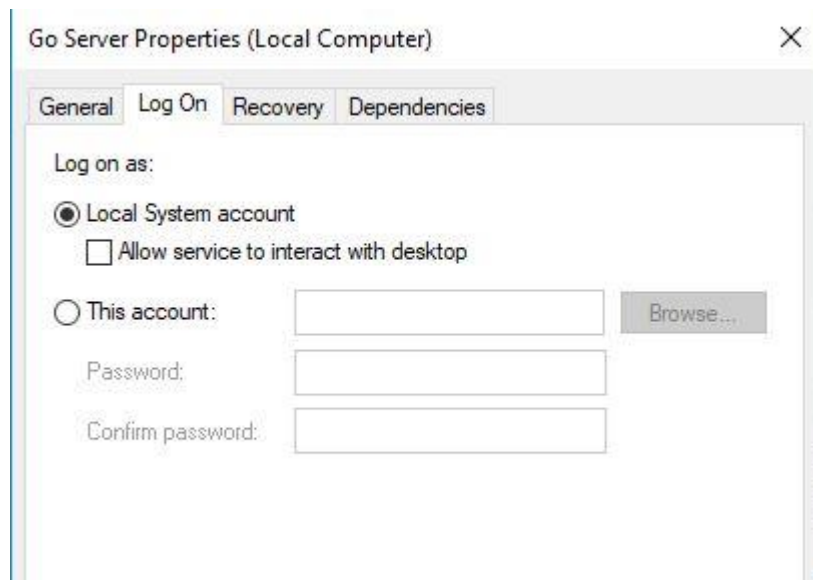 Go Server Properties (Local Computer)
General Log On Recovery Dependencies
Log on as:
Local System account
Allow service to interact with desktop
This account:
Browse...
Password:
Confirm password: